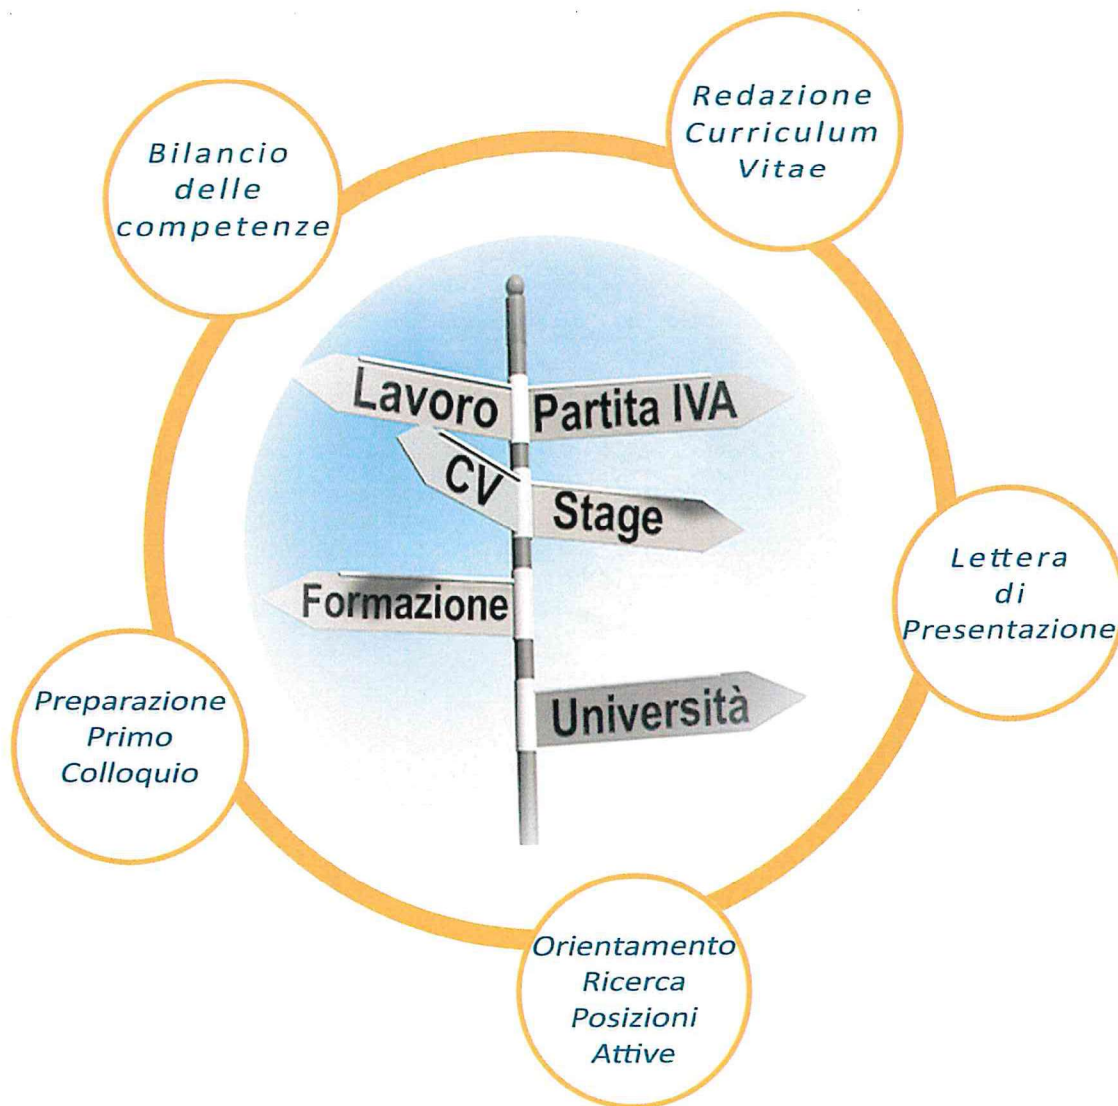 Redazione
Curriculum
Vitae
Bilancio
delle
competenze
Lavoro
Partita IVA
CV
Stage
Formazione
Università
Lettera
di
Presentazione
Preparazione
Primo
Colloquio
Orientamento
Ricerca
Posizioni
Attive